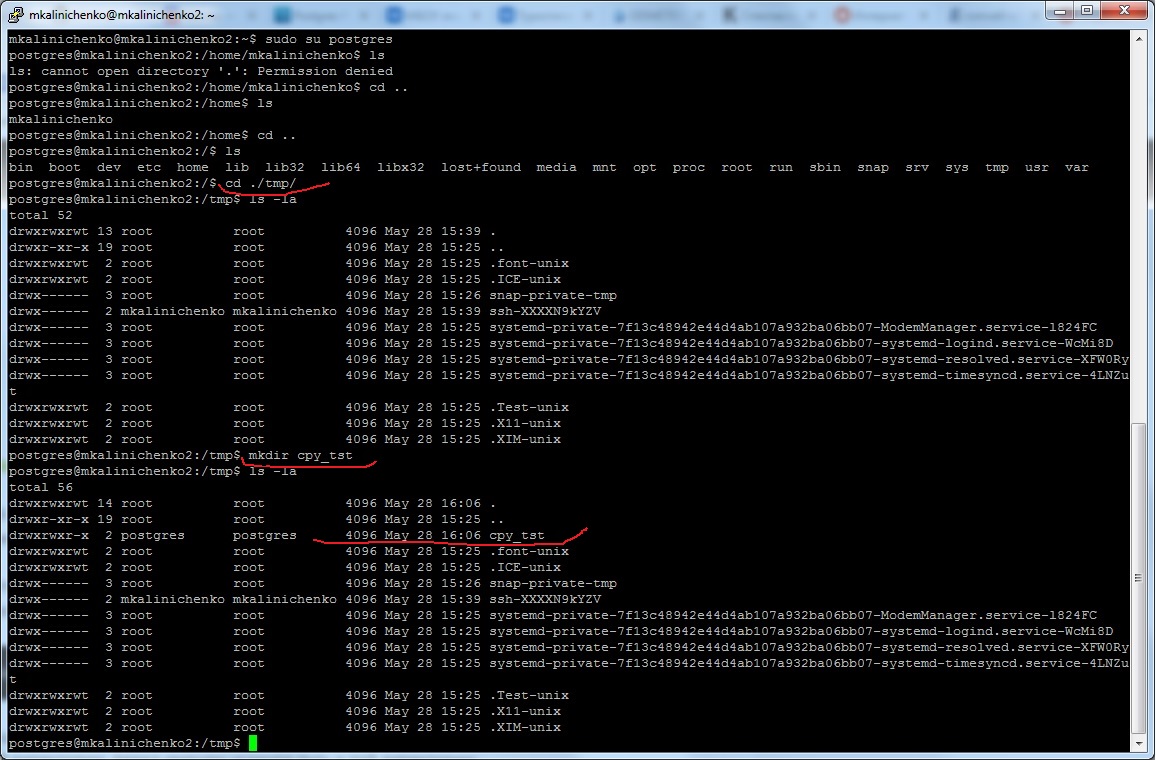 mkalinichenko@mkalinichenko2: ~
mkalinichenko@mkalinichenko2:~$ sudo su postgres
postgres@mkalinichenko2:/home/mkalinichenko$ ls
ls: cannot open directory '.': Permission denied
postgres@mkalinichenko2:/home/mkalinichenko$ cd ..
postgres@mkalinichenko2:/home$ ls
mkalinichenko
postgres@mkalinichenko2:/home$ cd ..
postgres@mkalinichenko2:/$ ls
bin  boot  dev  etc  home  lib  lib32  lib64  libx32  lost+found  media  mnt  opt  proc  root  run  sbin  snap  srv  sys  tmp  usr  var
postgres@mkalinichenko2:/$ cd ./tmp/
postgres@mkalinichenko2:/tmp$ ls -la
total 52
drwxrwxrwt 13 root          root          4096 May 28 15:39 .
drwxr-xr-x 19 root          root          4096 May 28 15:25 ..
drwxrwxrwt  2 root          root          4096 May 28 15:25 .font-unix
drwxrwxrwt  2 root          root          4096 May 28 15:25 .ICE-unix
drwx------  3 root          root          4096 May 28 15:26 snap-private-tmp
drwx------  2 mkalinichenko mkalinichenko 4096 May 28 15:39 ssh-XXXXN9kYZV
drwx------  3 root          root          4096 May 28 15:25 systemd-private-7f13c48942e44d4ab107a932ba06bb07-ModemManager.service-l824FC
drwx------  3 root          root          4096 May 28 15:25 systemd-private-7f13c48942e44d4ab107a932ba06bb07-systemd-logind.service-WcMi8D
drwx------  3 root          root          4096 May 28 15:25 systemd-private-7f13c48942e44d4ab107a932ba06bb07-systemd-resolved.service-XFW0Ry
drwx------  3 root          root          4096 May 28 15:25 systemd-private-7f13c48942e44d4ab107a932ba06bb07-systemd-timesyncd.service-4LNZu
t
drwxrwxrwt  2 root          root          4096 May 28 15:25 .Test-unix
drwxrwxrwt  2 root          root          4096 May 28 15:25 .X11-unix
drwxrwxrwt  2 root          root          4096 May 28 15:25 .XIM-unix
postgres@mkalinichenko2:/tmp$ mkdir cpy_tst
postgres@mkalinichenko2:/tmp$ ls -la
total 56
drwxrwxrwt 14 root          root          4096 May 28 16:06 .
drwxr-xr-x 19 root          root          4096 May 28 15:25 ..
drwxrwxr-x  2 postgres      postgres      4096 May 28 16:06 cpy_tst
drwxrwxrwt  2 root          root          4096 May 28 15:25 .font-unix
drwxrwxrwt  2 root          root          4096 May 28 15:25 .ICE-unix
drwx------  3 root          root          4096 May 28 15:26 snap-private-tmp
drwx------  2 mkalinichenko mkalinichenko 4096 May 28 15:39 ssh-XXXXN9kYZV
drwx------  3 root          root          4096 May 28 15:25 systemd-private-7f13c48942e44d4ab107a932ba06bb07-ModemManager.service-l824FC
drwx------  3 root          root          4096 May 28 15:25 systemd-private-7f13c48942e44d4ab107a932ba06bb07-systemd-logind.service-WcMi8D
drwx------  3 root          root          4096 May 28 15:25 systemd-private-7f13c48942e44d4ab107a932ba06bb07-systemd-resolved.service-XFW0Ry
drwx------  3 root          root          4096 May 28 15:25 systemd-private-7f13c48942e44d4ab107a932ba06bb07-systemd-timesyncd.service-4LNZu
t
drwxrwxrwt  2 root          root          4096 May 28 15:25 .Test-unix
drwxrwxrwt  2 root          root          4096 May 28 15:25 .X11-unix
drwxrwxrwt  2 root          root          4096 May 28 15:25 .XIM-unix
postgres@mkalinichenko2:/tmp$